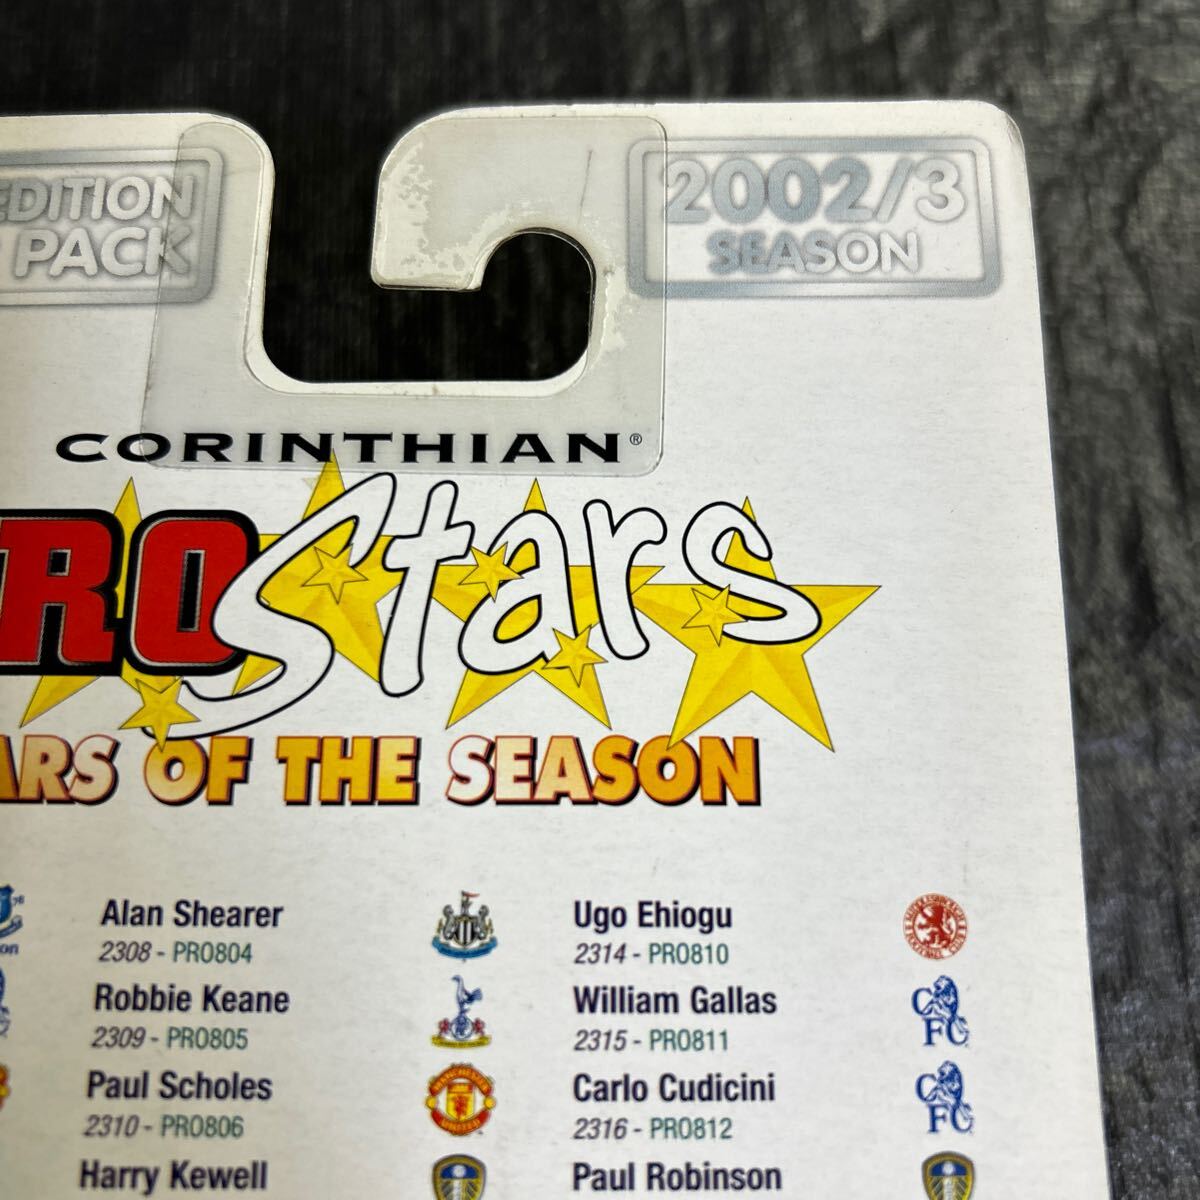 EDITION
PACK
2002/3
SEASON
CORINTHIAN®
RO Stars
ARS OF THE SEASON
Alan Shearer
2308 - PRO804
Robbie Keane
2309 - PRO805
Paul Scholes
2310 - PRO806
Harry Kewell
Ugo Ehiogu
2314 - PRO810
William Gallas
2315 - PRO811
Carlo Cudicini
2316 - PRO812
Paul Robinson